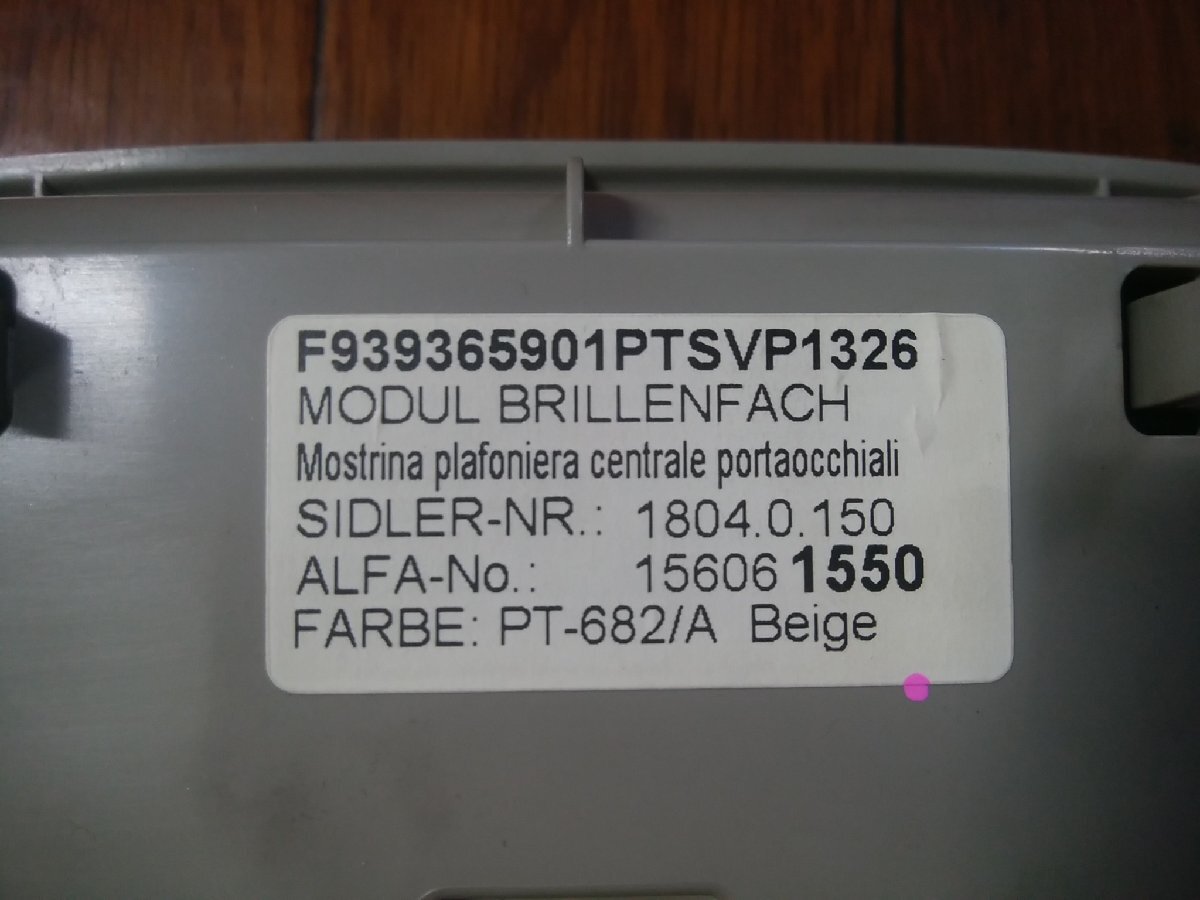 F939365901PTSVP1326
MODUL BRILLENFACH
Mostrina plafoniera centrale portaocchiali
SIDLER-NR.: 1804.0.150
ALFA-No.: 15606 1550
FARBE: PT-682/A Beige